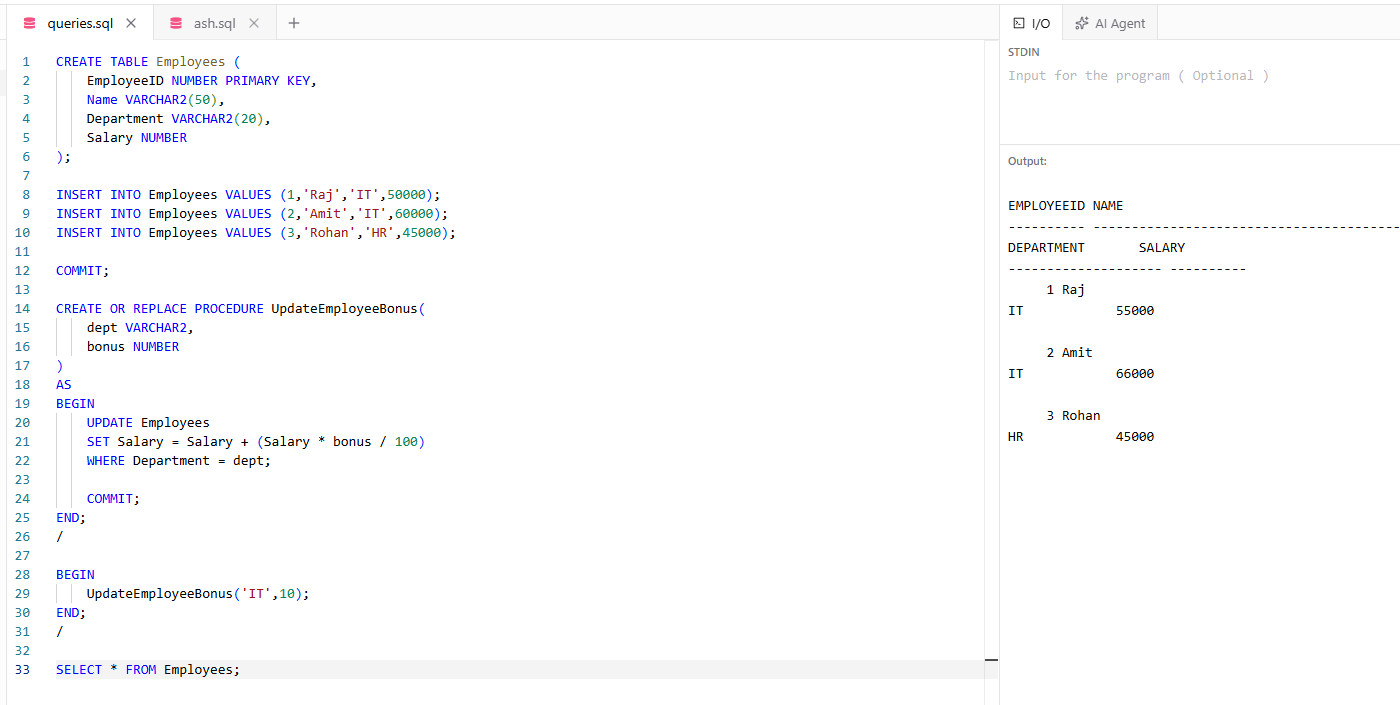 queries.sql
ash.sql
I/O
AI Agent
1 CREATE TABLE Employees (
2     EmployeeID NUMBER PRIMARY KEY,
3     Name VARCHAR2(50),
4     Department VARCHAR2(20),
5     Salary NUMBER
6 );
7
8 INSERT INTO Employees VALUES (1,'Raj','IT',50000);
9 INSERT INTO Employees VALUES (2,'Amit','IT',60000);
10 INSERT INTO Employees VALUES (3,'Rohan','HR',45000);
11
12 COMMIT;
13
14 CREATE OR REPLACE PROCEDURE UpdateEmployeeBonus(
15     dept VARCHAR2,
16     bonus NUMBER
17 )
18 AS
19 BEGIN
20     UPDATE Employees
21     SET Salary = Salary + (Salary * bonus / 100)
22     WHERE Department = dept;
23
24     COMMIT;
25 END;
26 /
27
28 BEGIN
29     UpdateEmployeeBonus('IT',10);
30 END;
31 /
32
33 SELECT * FROM Employees;
STDIN
Input for the program ( Optional )
Output:
EMPLOYEEID NAME
---------- ----------------------------------------
DEPARTMENT       SALARY
-------------------- ----------
     1 Raj
IT            55000
     2 Amit
IT            66000
     3 Rohan
HR            45000